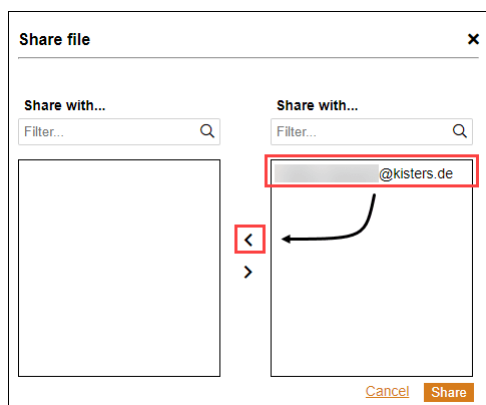 Share file
Share with...
Share with...
Filter...
Filter...
@kisters.de
Cancel
Share